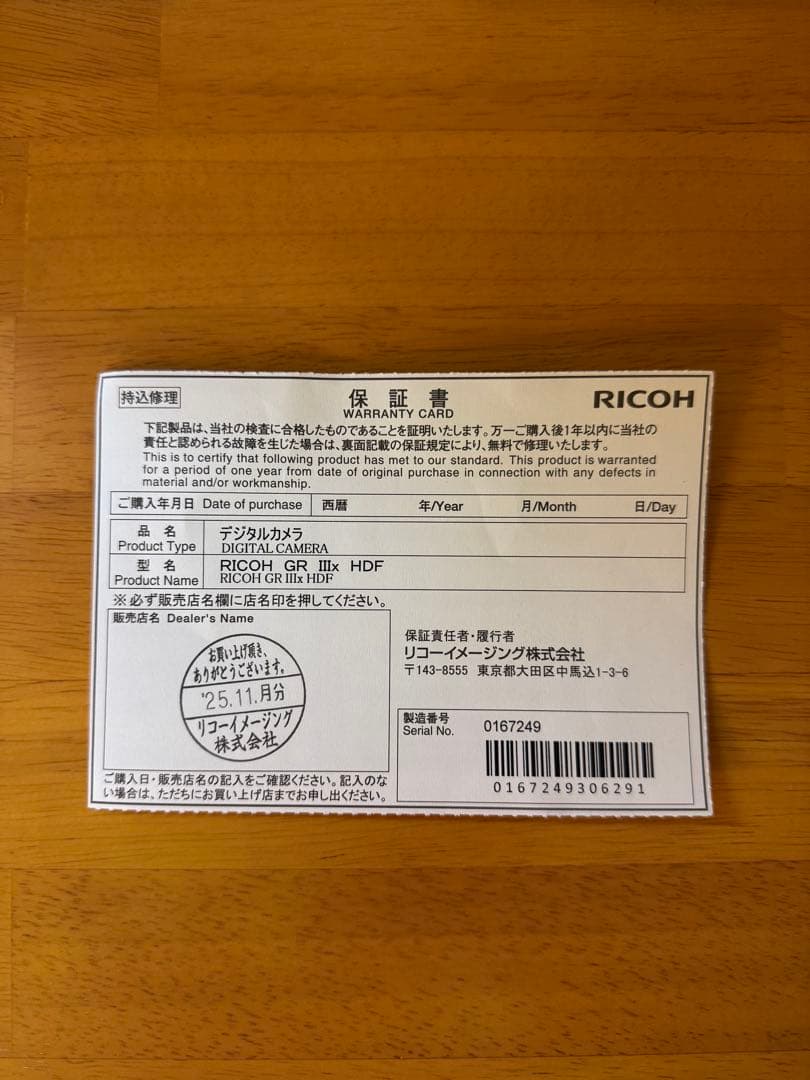 持込修理
保証書
WARRANTY CARD
RICOH
下記製品は、当社の検査に合格したものであることを証明いたします。万一ご購入後1年以内に当社の
責任と認められる故障を生じた場合は、裏面記載の保証規定により、無料で修理いたします。
This is to certify that following product has met to our standard. This product is warranted
for a period of one year from date of original purchase in connection with any defects in
material and/or workmanship.
ご購入年月日 Date of purchase 西暦 年/Year 月/Month 日/Day
品名 デジタルカメラ
Product Type DIGITAL CAMERA
型名 RICOH GR IIIx HDF
Product Name RICOH GR IIIx HDF
※必ず販売店名欄に店名印を押してください。
販売店名 Dealer's Name
お買い上げ頂き、
ありがとうございます。
'25.11.月分
リコーイメージング
株式会社
保証責任者・履行者
リコーイメージング株式会社
〒143-8555 東京都大田区中馬込1-3-6
製造番号
Serial No. 0167249
0167249306291
ご購入日・販売店名の記入をご確認ください。記入のな
い場合は、ただちにお買い上げ店までお申し出ください。